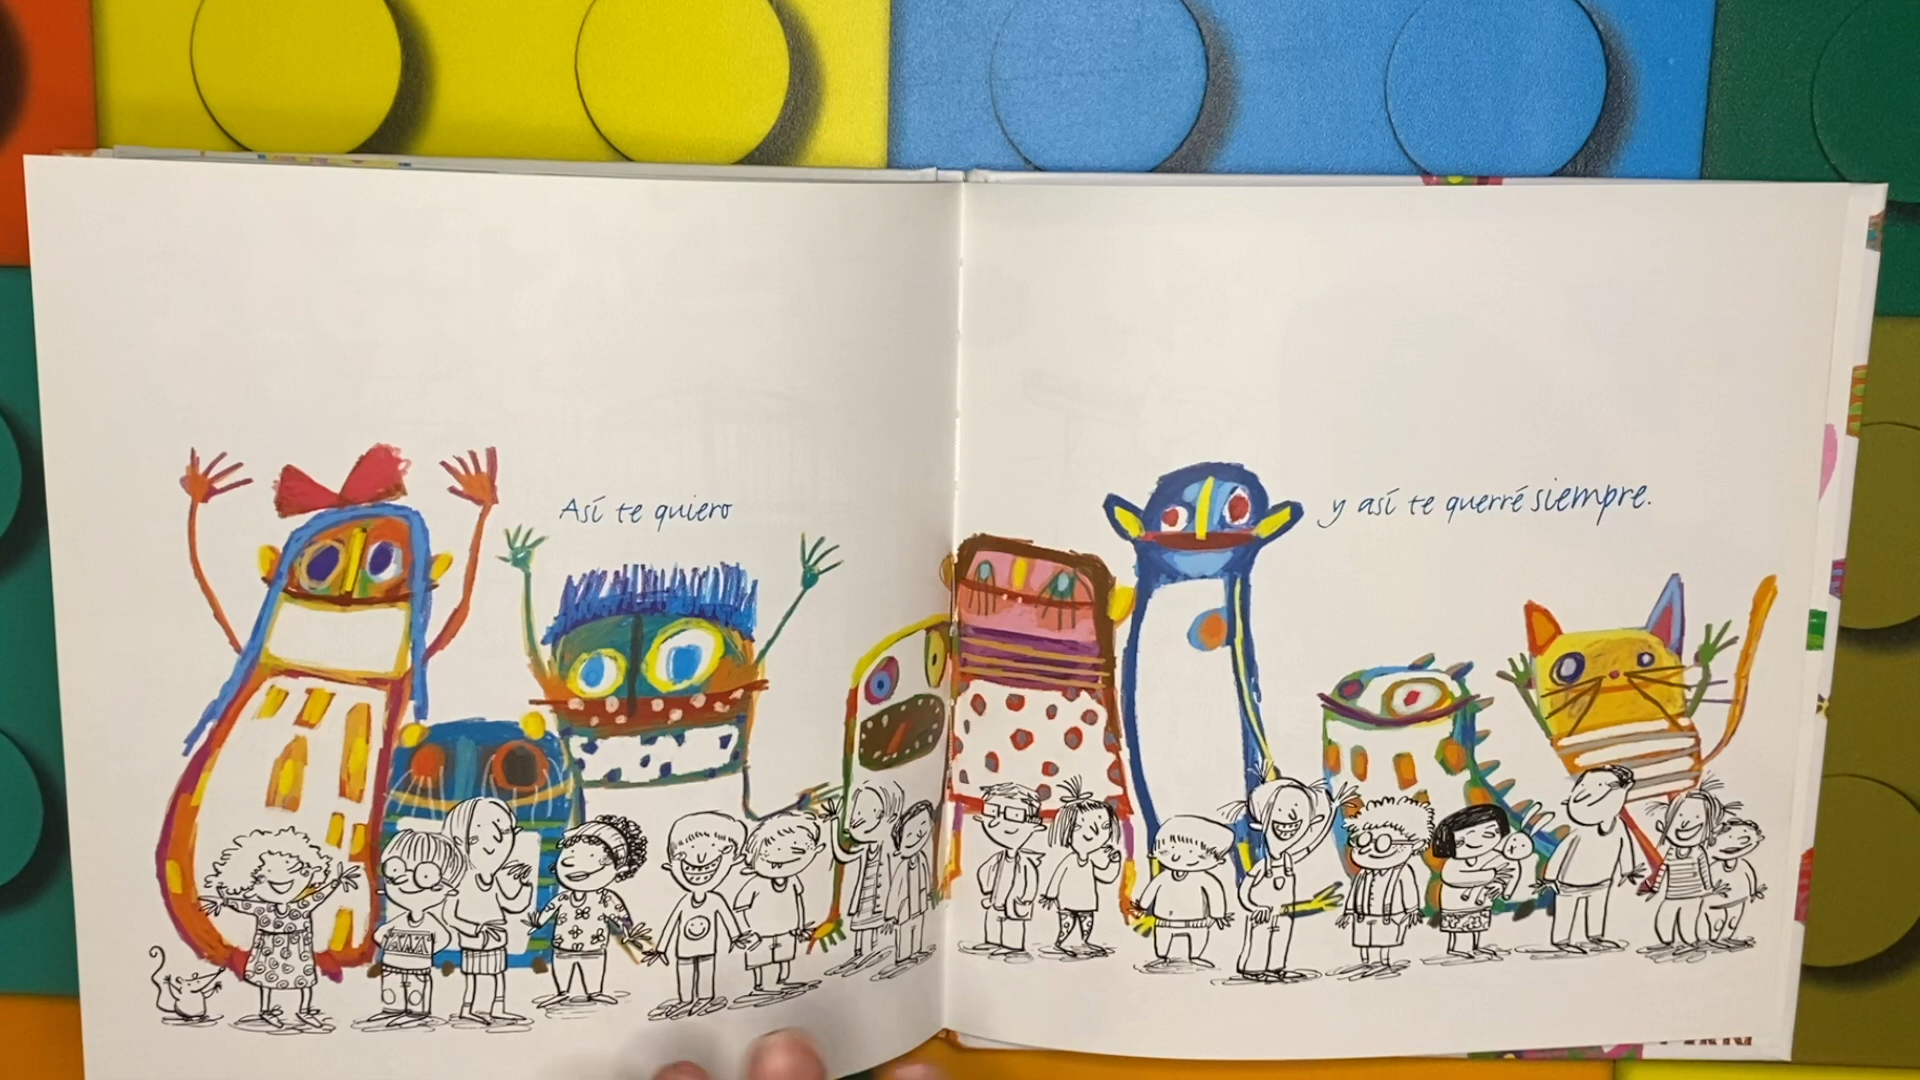 Así te quiero
y así te querré siempre.